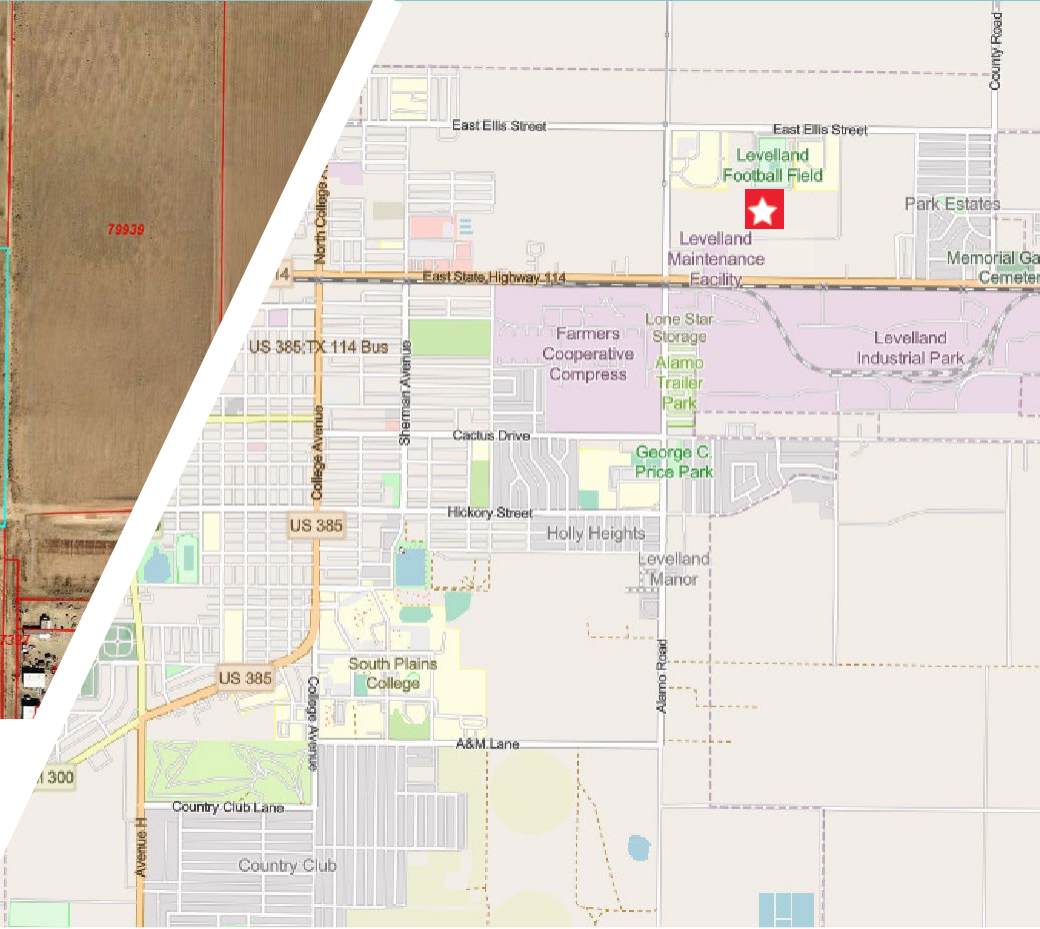 County Road
East Ellis Street
East Ellis Street
Levelland
Football Field
North College A
79939
Park Estates
Levelland
Maintenance
Facility
Memorial Ga
Cemeter
14
East State Highway 114
Lone Star
Storage
Farmers
Cooperative
Compress
Levelland
Industrial Park
US 385;TX 114 Bus
Alamo
Trailer
Park
Sherman Avenue
Cactus Drive
College Avenue
George C.
Price Park
Hickory Street
US 385
Holly Heights
Levelland
Manor
South Plains
College
US 385
Alamo Road
College Avenue
A&M Lane
300
Country Club Lane
Avenue H
Country Club